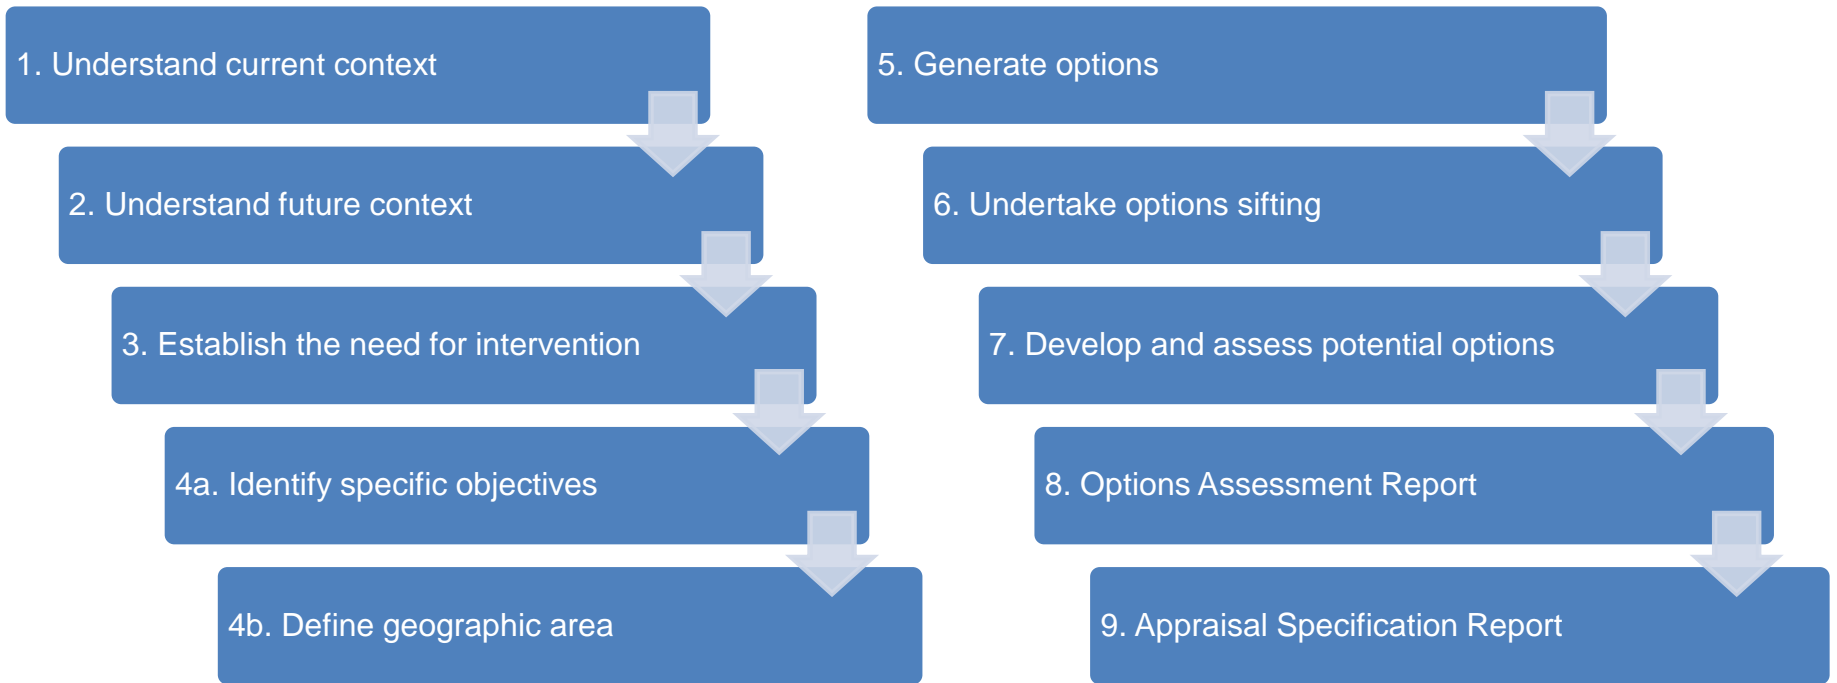 1. Understand current context
2. Understand future context
3. Establish the need for intervention
4a. Identify specific objectives
4b. Define geographic area
5. Generate options
6. Undertake options sifting
7. Develop and assess potential options
8. Options Assessment Report
9. Appraisal Specification Report